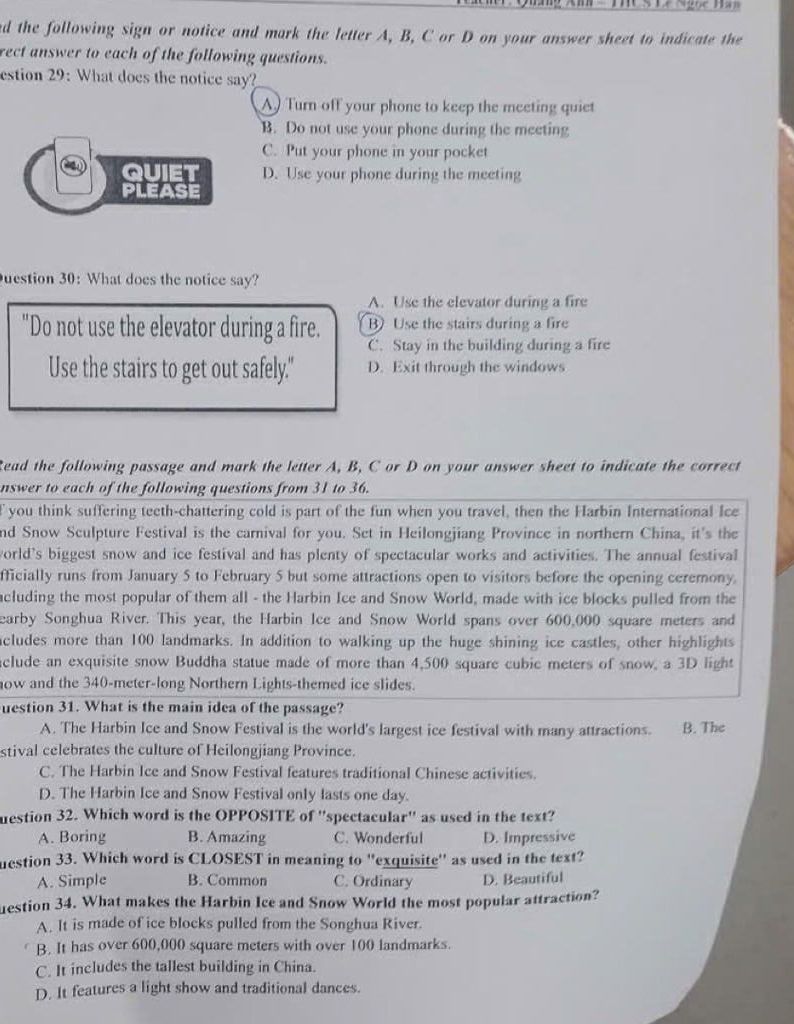 Teacher: Quang Anh – THCS Le Ngoc Han
d the following sign or notice and mark the letter A, B, C or D on your answer sheet to indicate the
rect answer to each of the following questions.
estion 29: What does the notice say?
A. Turn off your phone to keep the meeting quiet
B. Do not use your phone during the meeting
C. Put your phone in your pocket
D. Use your phone during the meeting
QUIET
PLEASE
uestion 30: What does the notice say?
A. Use the elevator during a fire
B. Use the stairs during a fire
C. Stay in the building during a fire
D. Exit through the windows
"Do not use the elevator during a fire.
Use the stairs to get out safely."
ead the following passage and mark the letter A, B, C or D on your answer sheet to indicate the correct
nswer to each of the following questions from 31 to 36.
f you think suffering teeth-chattering cold is part of the fun when you travel, then the Harbin International Ice
nd Snow Sculpture Festival is the carnival for you. Set in Heilongjiang Province in northern China, it's the
orld's biggest snow and ice festival and has plenty of spectacular works and activities. The annual festival
fficially runs from January 5 to February 5 but some attractions open to visitors before the opening ceremony,
ncluding the most popular of them all - the Harbin Ice and Snow World, made with ice blocks pulled from the
earby Songhua River. This year, the Harbin Ice and Snow World spans over 600,000 square meters and
ncludes more than 100 landmarks. In addition to walking up the huge shining ice castles, other highlights
nclude an exquisite snow Buddha statue made of more than 4,500 square cubic meters of snow, a 3D light
how and the 340-meter-long Northern Lights-themed ice slides.
uestion 31. What is the main idea of the passage?
A. The Harbin Ice and Snow Festival is the world's largest ice festival with many attractions. B. The
stival celebrates the culture of Heilongjiang Province.
C. The Harbin Ice and Snow Festival features traditional Chinese activities.
D. The Harbin Ice and Snow Festival only lasts one day.
uestion 32. Which word is the OPPOSITE of "spectacular" as used in the text?
A. Boring B. Amazing C. Wonderful D. Impressive
uestion 33. Which word is CLOSEST in meaning to "exquisite" as used in the text?
A. Simple B. Common C. Ordinary D. Beautiful
uestion 34. What makes the Harbin Ice and Snow World the most popular attraction?
A. It is made of ice blocks pulled from the Songhua River.
B. It has over 600,000 square meters with over 100 landmarks.
C. It includes the tallest building in China.
D. It features a light show and traditional dances.